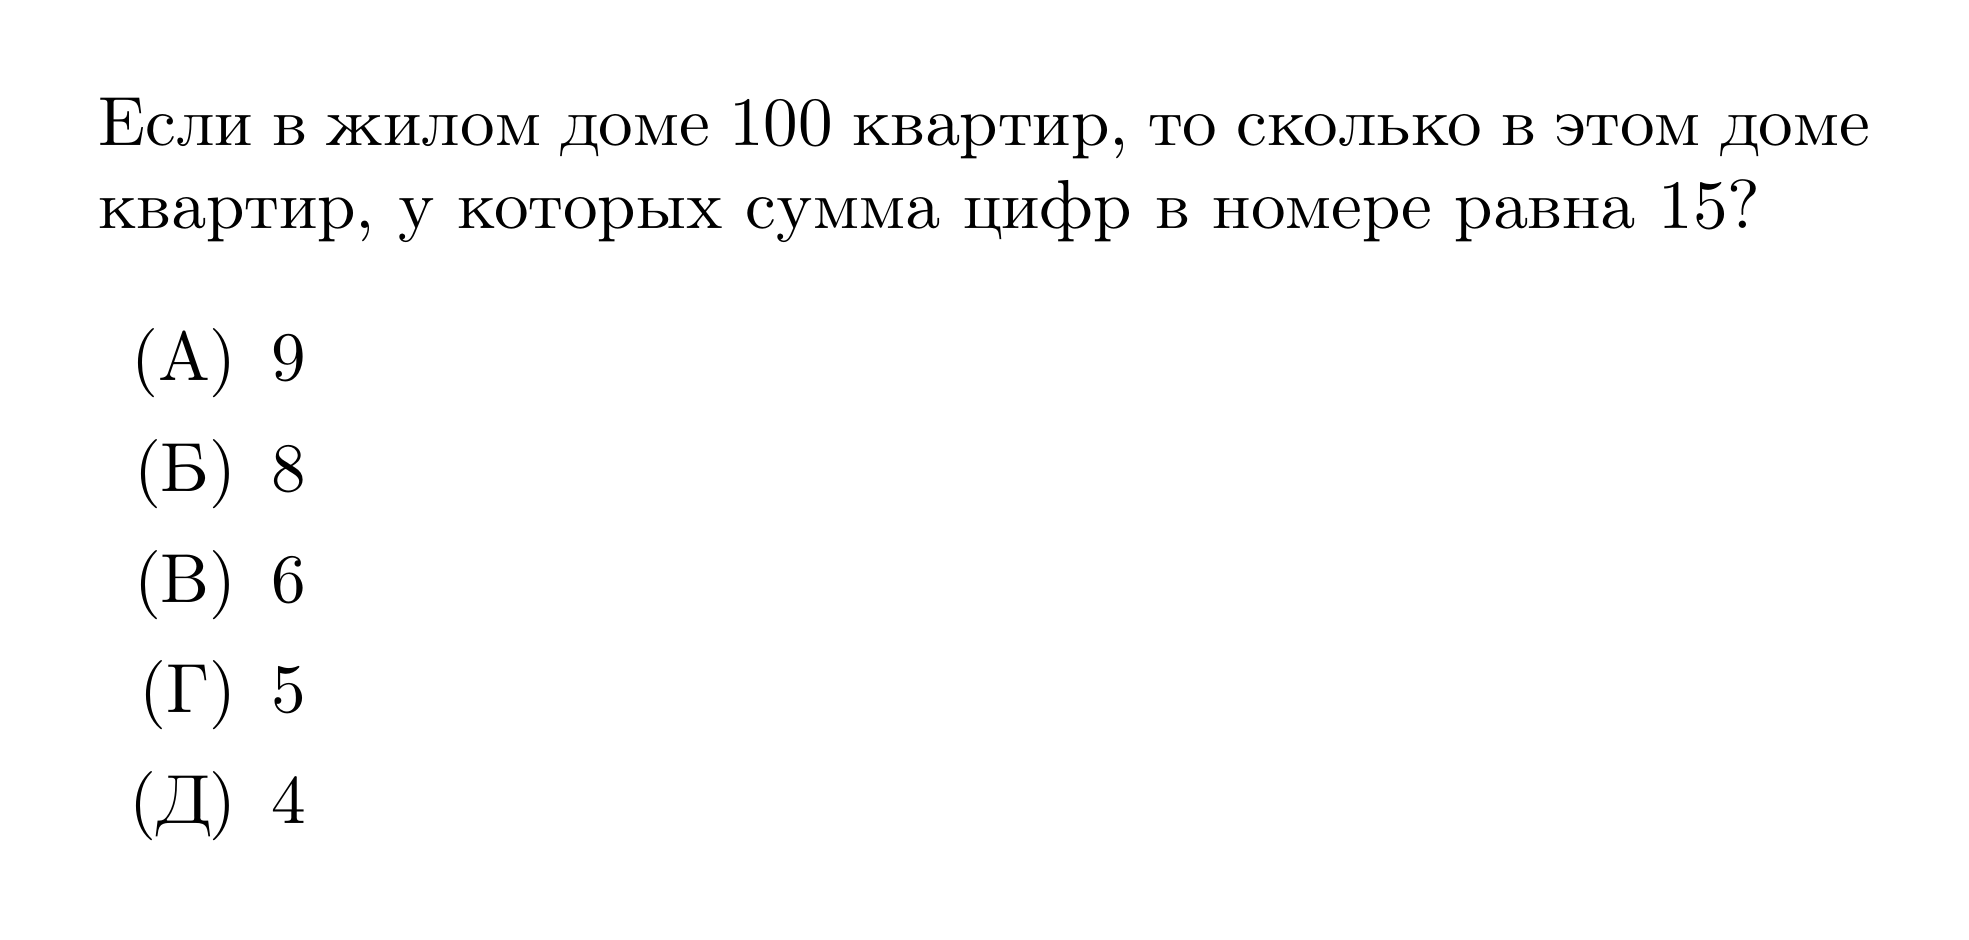 Если в жилом доме 100 квартир, то сколько в этом доме
квартир, у которых сумма цифр в номере равна 15?
(А) 9
(Б) 8
(В) 6
(Г) 5
(Д) 4